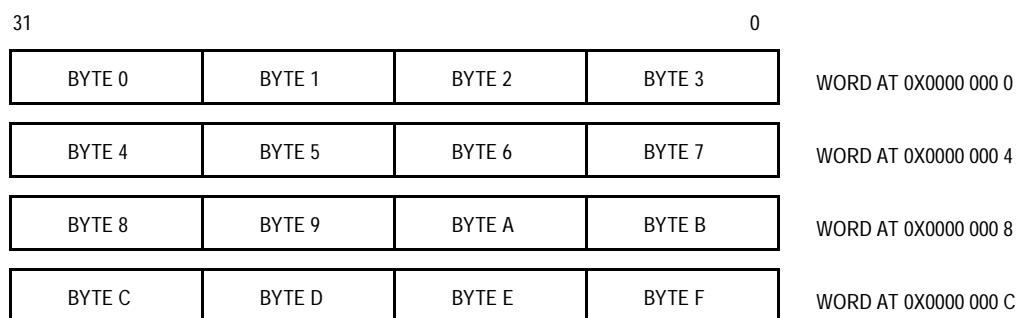 31 0
BYTE 0 BYTE 1 BYTE 2 BYTE 3 WORD AT 0X0000 000 0
BYTE 4 BYTE 5 BYTE 6 BYTE 7 WORD AT 0X0000 000 4
BYTE 8 BYTE 9 BYTE A BYTE B WORD AT 0X0000 000 8
BYTE C BYTE D BYTE E BYTE F WORD AT 0X0000 000 C